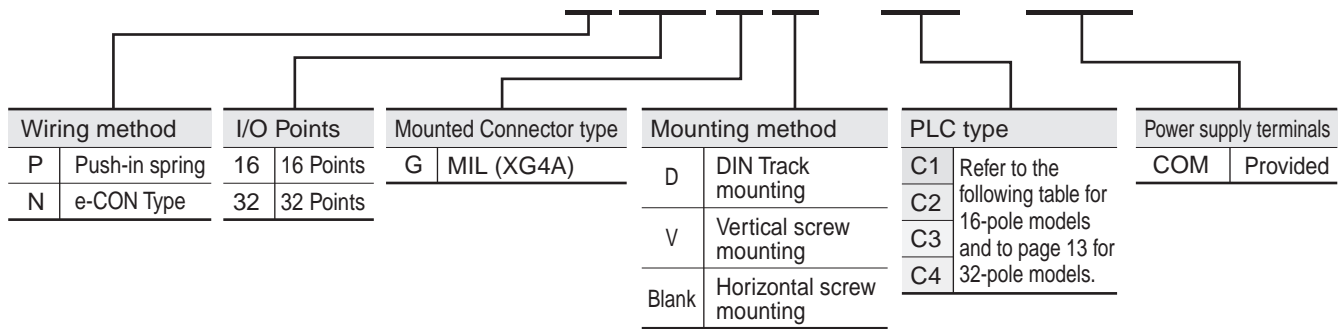 Wiring method
P Push-in spring
N e-CON Type
I/O Points
16 16 Points
32 32 Points
Mounted Connector type
G MIL (XG4A)
Mounting method
D DIN Track
mounting
V Vertical screw
mounting
Blank Horizontal screw
mounting
PLC type
C1
C2
C3
C4
Refer to the
following table for
16-pole models
and to page 13 for
32-pole models.
Power supply terminals
COM Provided